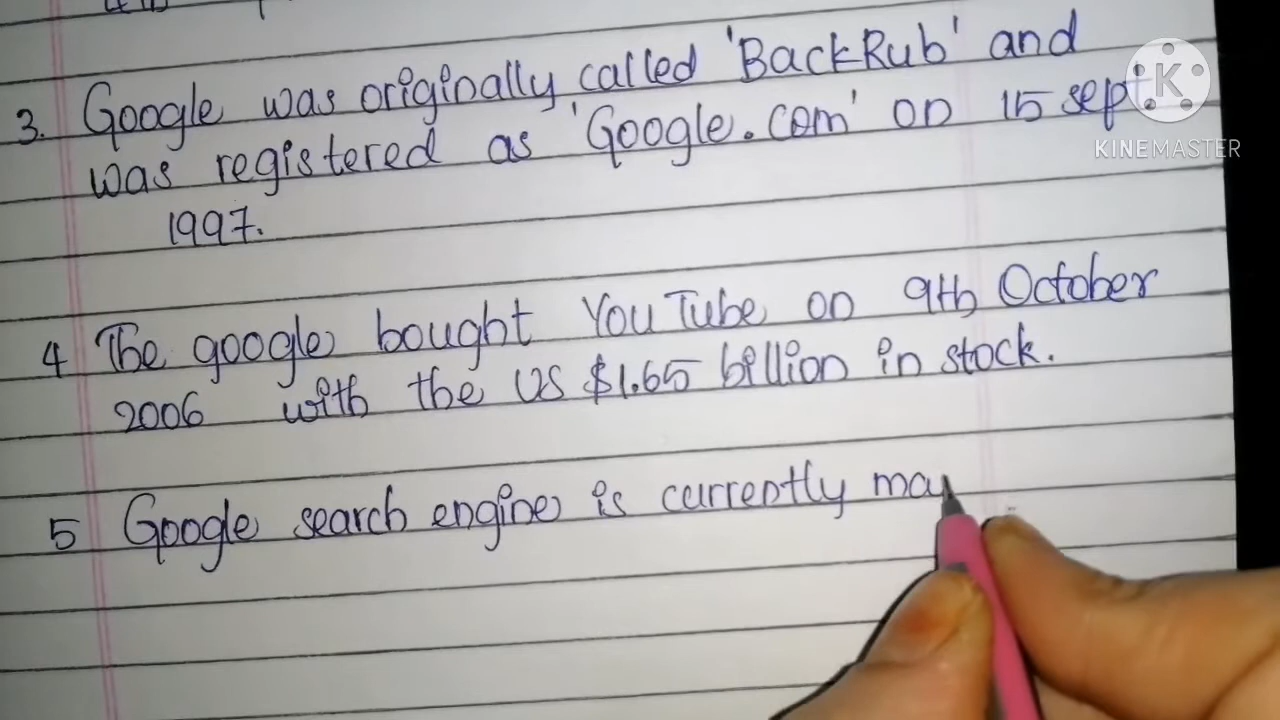 3. Google was originally called 'BackRub' and
was registered as 'Google.com' on 15 sept.
1997.
4 The google bought YouTube on 9th October
2006 with the US $1.65 billion in stock.
5 Google search engine is currently
K
KINEMASTER